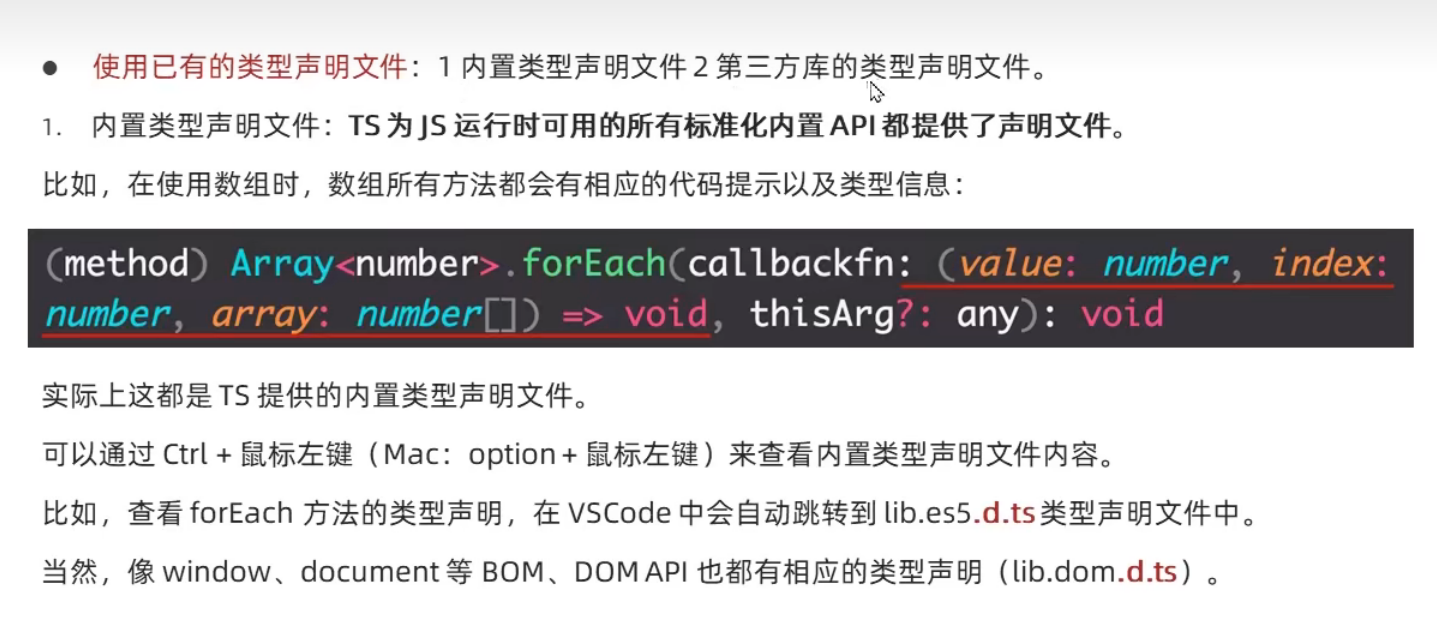 ● 使用已有的类型声明文件：1 内置类型声明文件 2 第三方库的类型声明文件。
1. 内置类型声明文件：TS 为 JS 运行时可用的所有标准化内置 API 都提供了声明文件。
比如，在使用数组时，数组所有方法都会有相应的代码提示以及类型信息：
(method) Array<number>.forEach(callbackfn: (value: number, index:
number, array: number[]) => void, thisArg?: any): void
实际上这都是 TS 提供的内置类型声明文件。
可以通过 Ctrl + 鼠标左键（Mac：option + 鼠标左键）来查看内置类型声明文件内容。
比如，查看 forEach 方法的类型声明，在 VSCode 中会自动跳转到 lib.es5.d.ts 类型声明文件中。
当然，像 window、document 等 BOM、DOM API 也都有相应的类型声明（lib.dom.d.ts）。